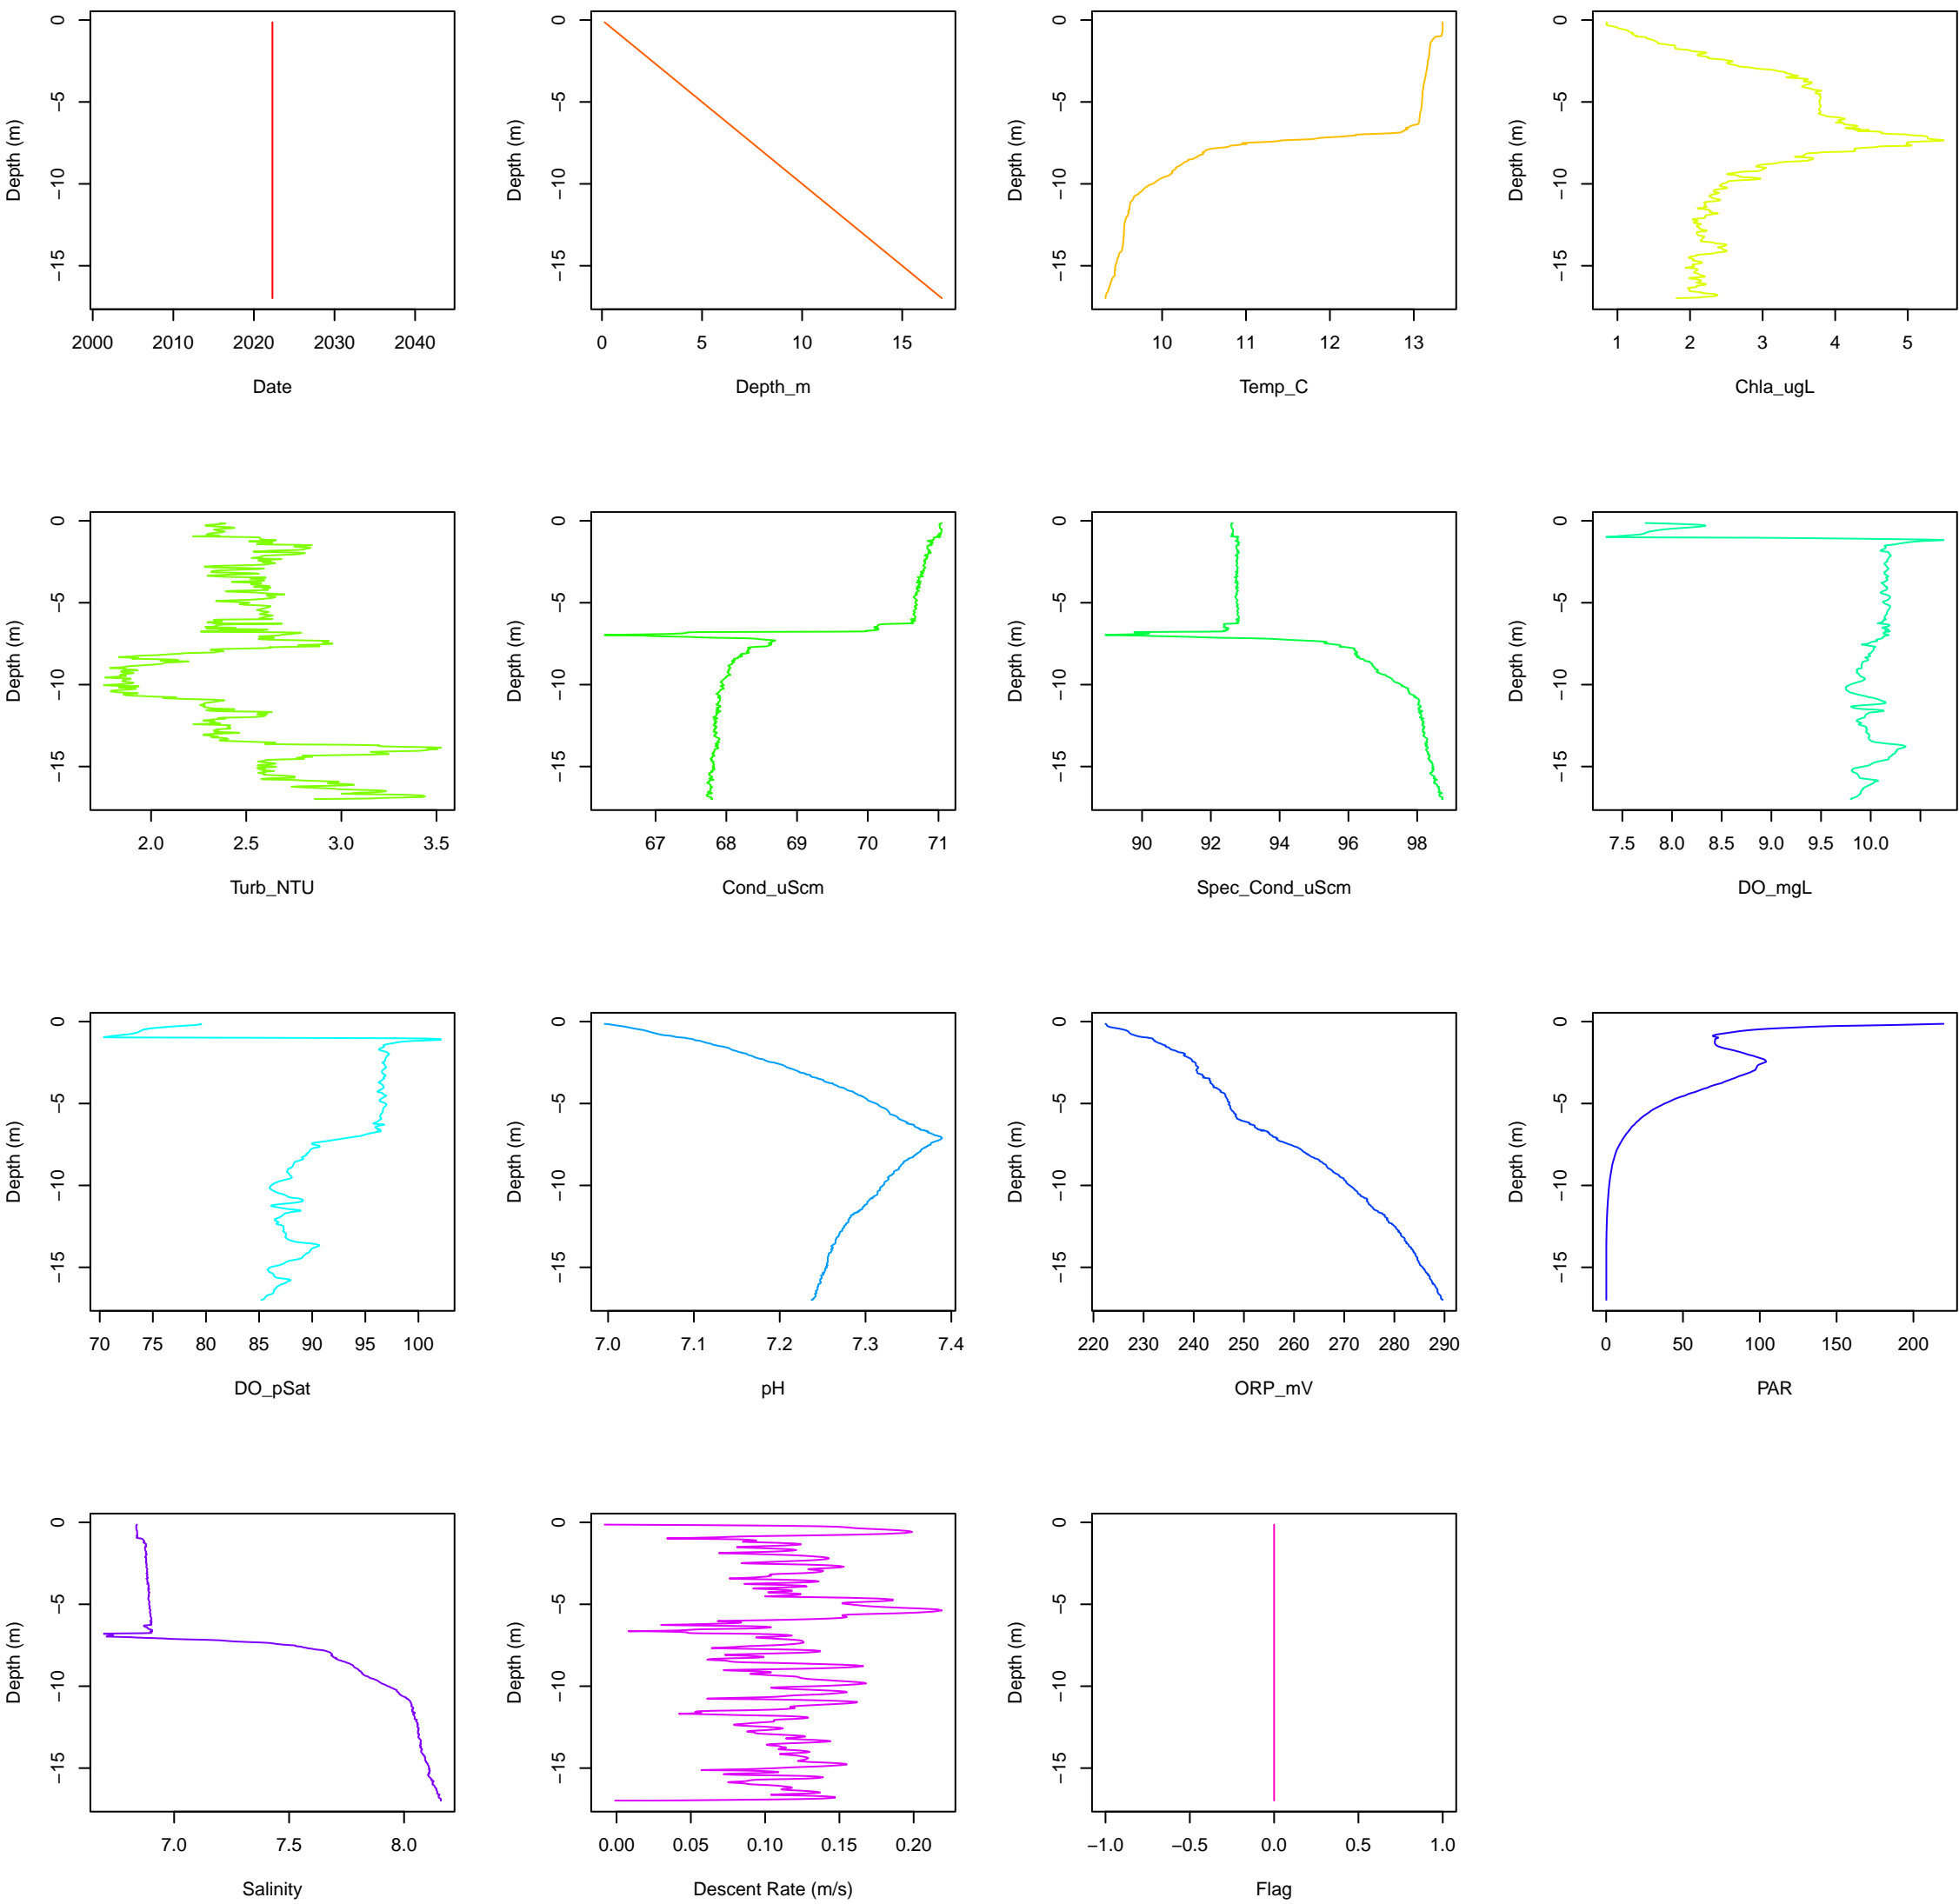 Depth (m)
0
−5
−10
−15
2000 2010 2020 2030 2040
Date
Depth (m)
0
−5
−10
−15
0 5 10 15
Depth_m
Depth (m)
0
−5
−10
−15
10 11 12 13
Temp_C
Depth (m)
0
−5
−10
−15
1 2 3 4 5
Chla_ugL
Depth (m)
0
−5
−10
−15
2.0 2.5 3.0 3.5
Turb_NTU
Depth (m)
0
−5
−10
−15
67 68 69 70 71
Cond_uScm
Depth (m)
0
−5
−10
−15
90 92 94 96 98
Spec_Cond_uScm
Depth (m)
0
−5
−10
−15
7.5 8.0 8.5 9.0 9.5 10.0
DO_mgL
Depth (m)
0
−5
−10
−15
70 75 80 85 90 95 100
DO_pSat
Depth (m)
0
−5
−10
−15
7.0 7.1 7.2 7.3 7.4
pH
Depth (m)
0
−5
−10
−15
220 230 240 250 260 270 280 290
ORP_mV
Depth (m)
0
−5
−10
−15
0 50 100 150 200
PAR
Depth (m)
0
−5
−10
−15
7.0 7.5 8.0
Salinity
Depth (m)
0
−5
−10
−15
0.00 0.05 0.10 0.15 0.20
Descent Rate (m/s)
Depth (m)
0
−5
−10
−15
−1.0 −0.5 0.0 0.5 1.0
Flag